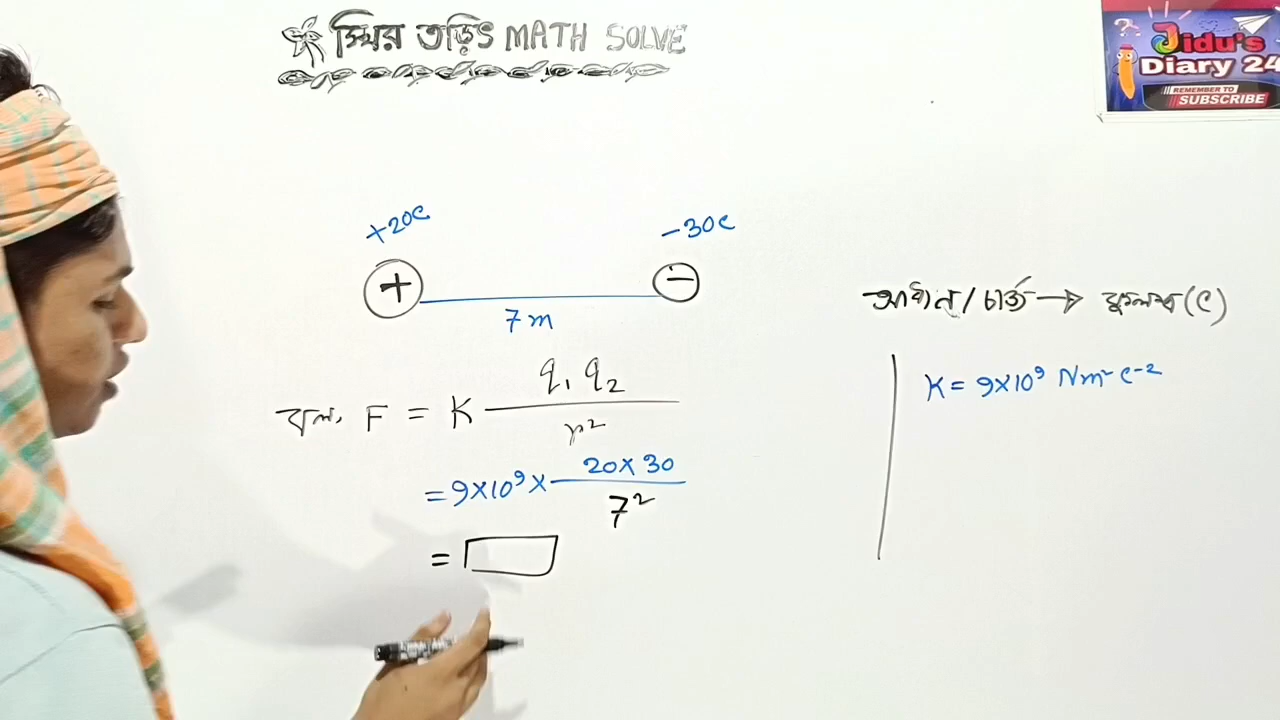 স্থির তড়িৎ MATH SOLVE
Jidu's
Diary 24
REMEMBER TO
SUBSCRIBE
+20C
-30C
+
-
7 m
আধান / চার্জ → কুলম্ব (C)
বল, F = K q₁ q₂ / r²
K = 9×10⁹ Nm² C⁻²
= 9×10⁹ × 20×30 / 7²
=